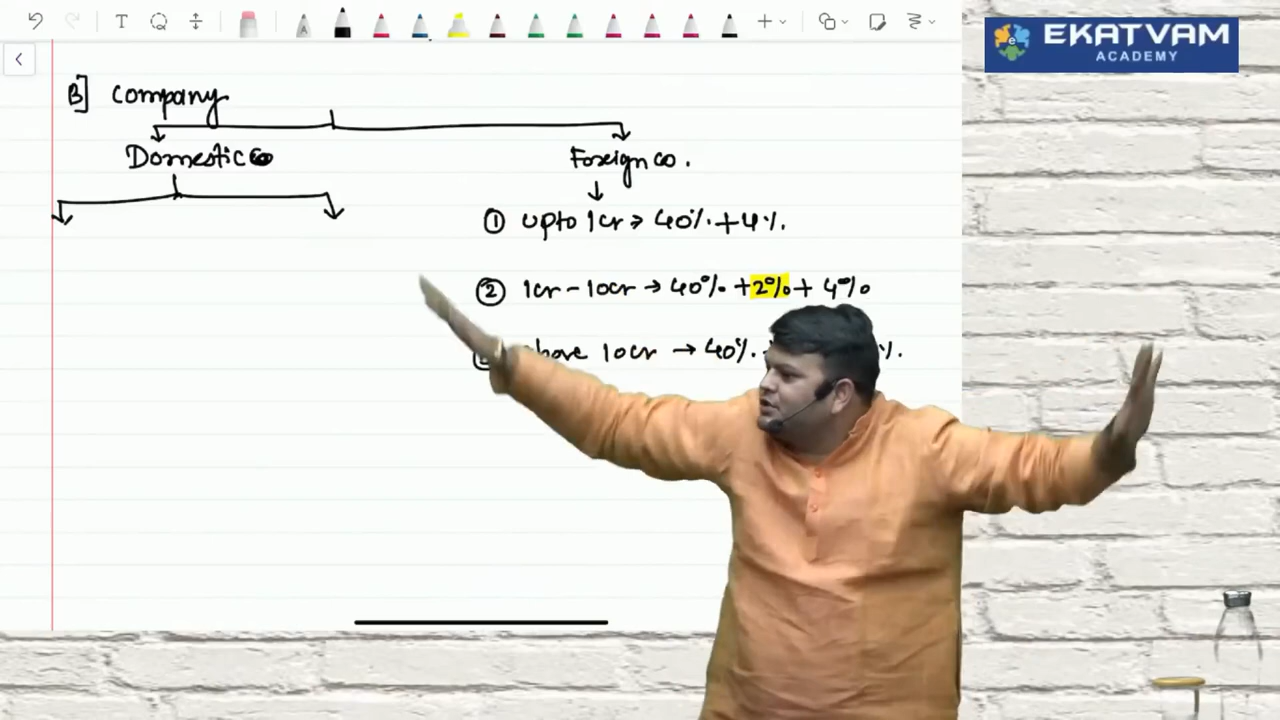 EKATVAM
ACADEMY
B] Company
Domestic Co
Foreign co.
① upto 1cr → 40% + 4%.
② 1cr - 10cr → 40% + 2% + 4%
above 10cr → 40%. %.